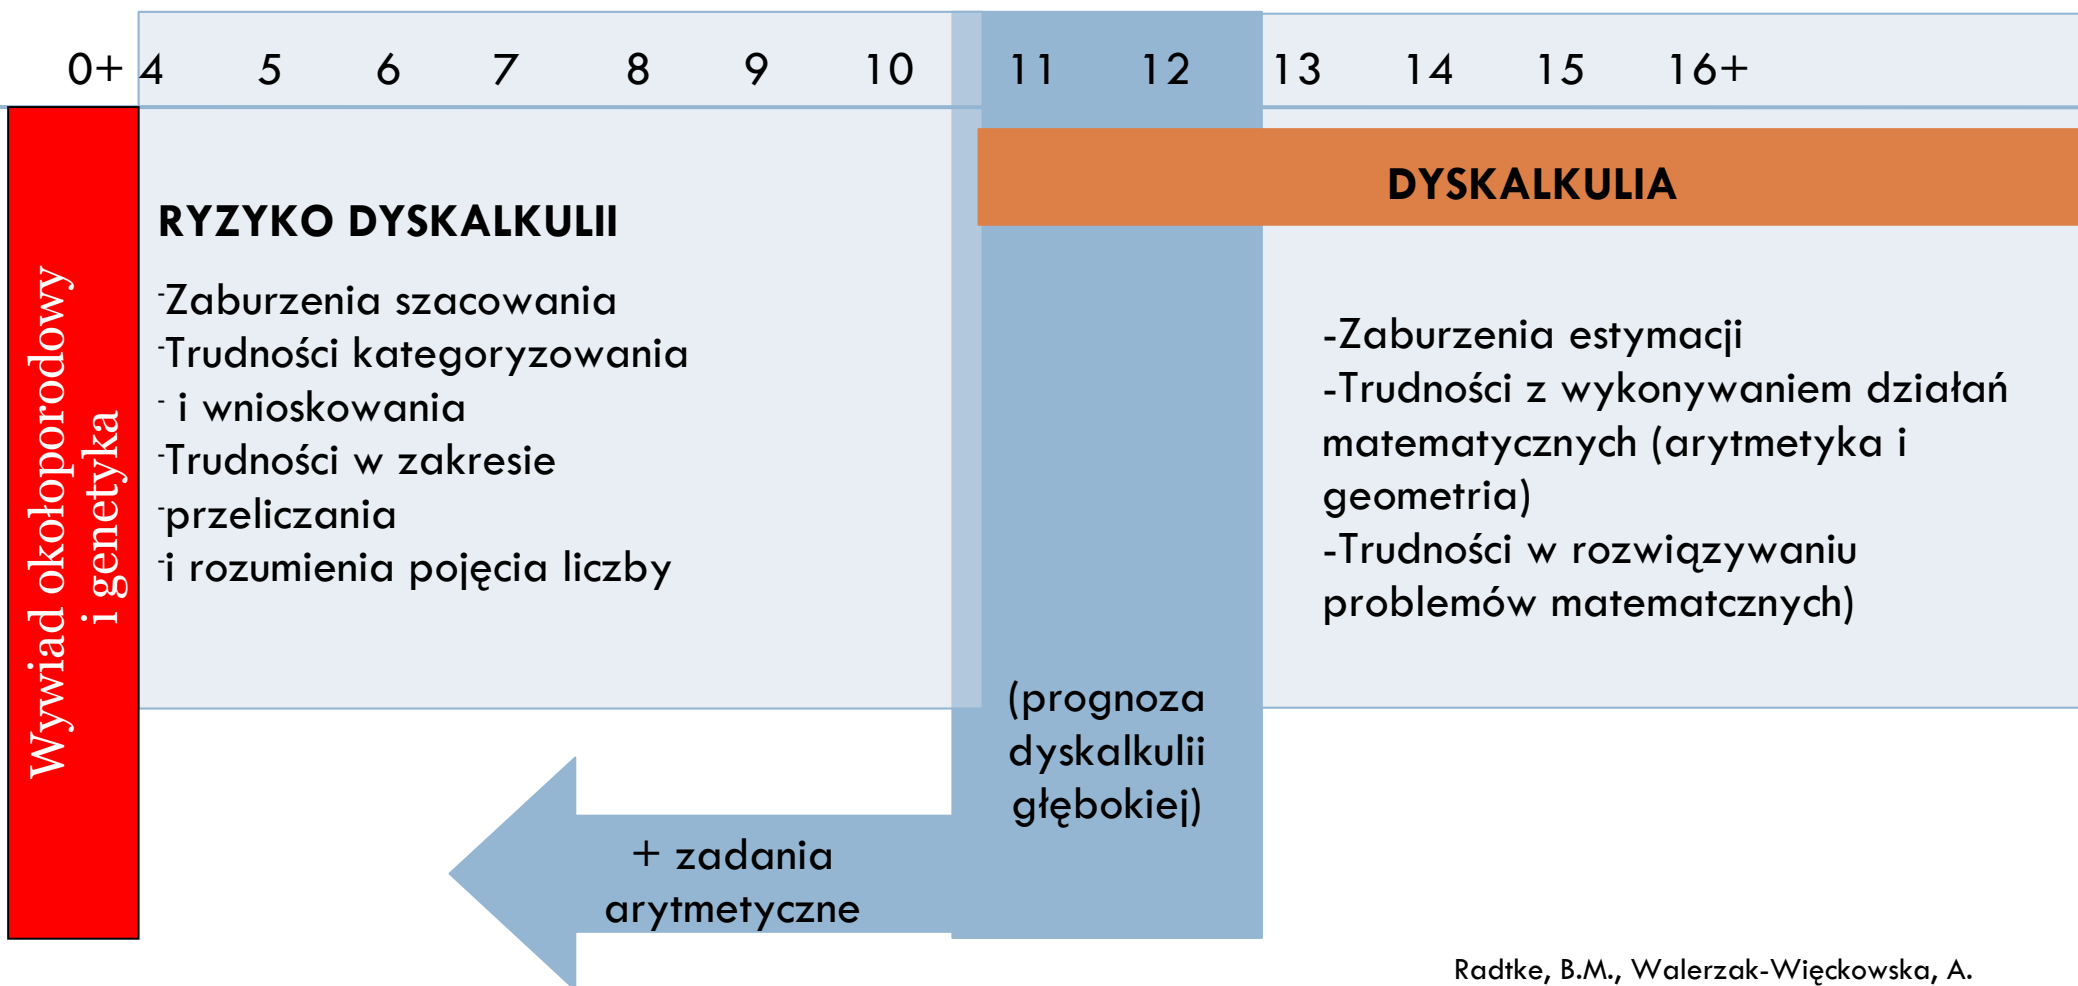 0+ 4 5 6 7 8 9 10 11 12 13 14 15 16+
Wywiad okołoporodowy
i genetyka
RYZYKO DYSKALKULII
-Zaburzenia szacowania
-Trudności kategoryzowania
- i wnioskowania
-Trudności w zakresie
-przeliczania
-i rozumienia pojęcia liczby
DYSKALKULIA
-Zaburzenia estymacji
-Trudności z wykonywaniem działań
matematycznych (arytmetyka i
geometria)
-Trudności w rozwiązywaniu
problemów matematcznych)
(prognoza
dyskalkulii
głębokiej)
+ zadania
arytmetyczne
Radtke, B.M., Walerzak-Więckowska, A.